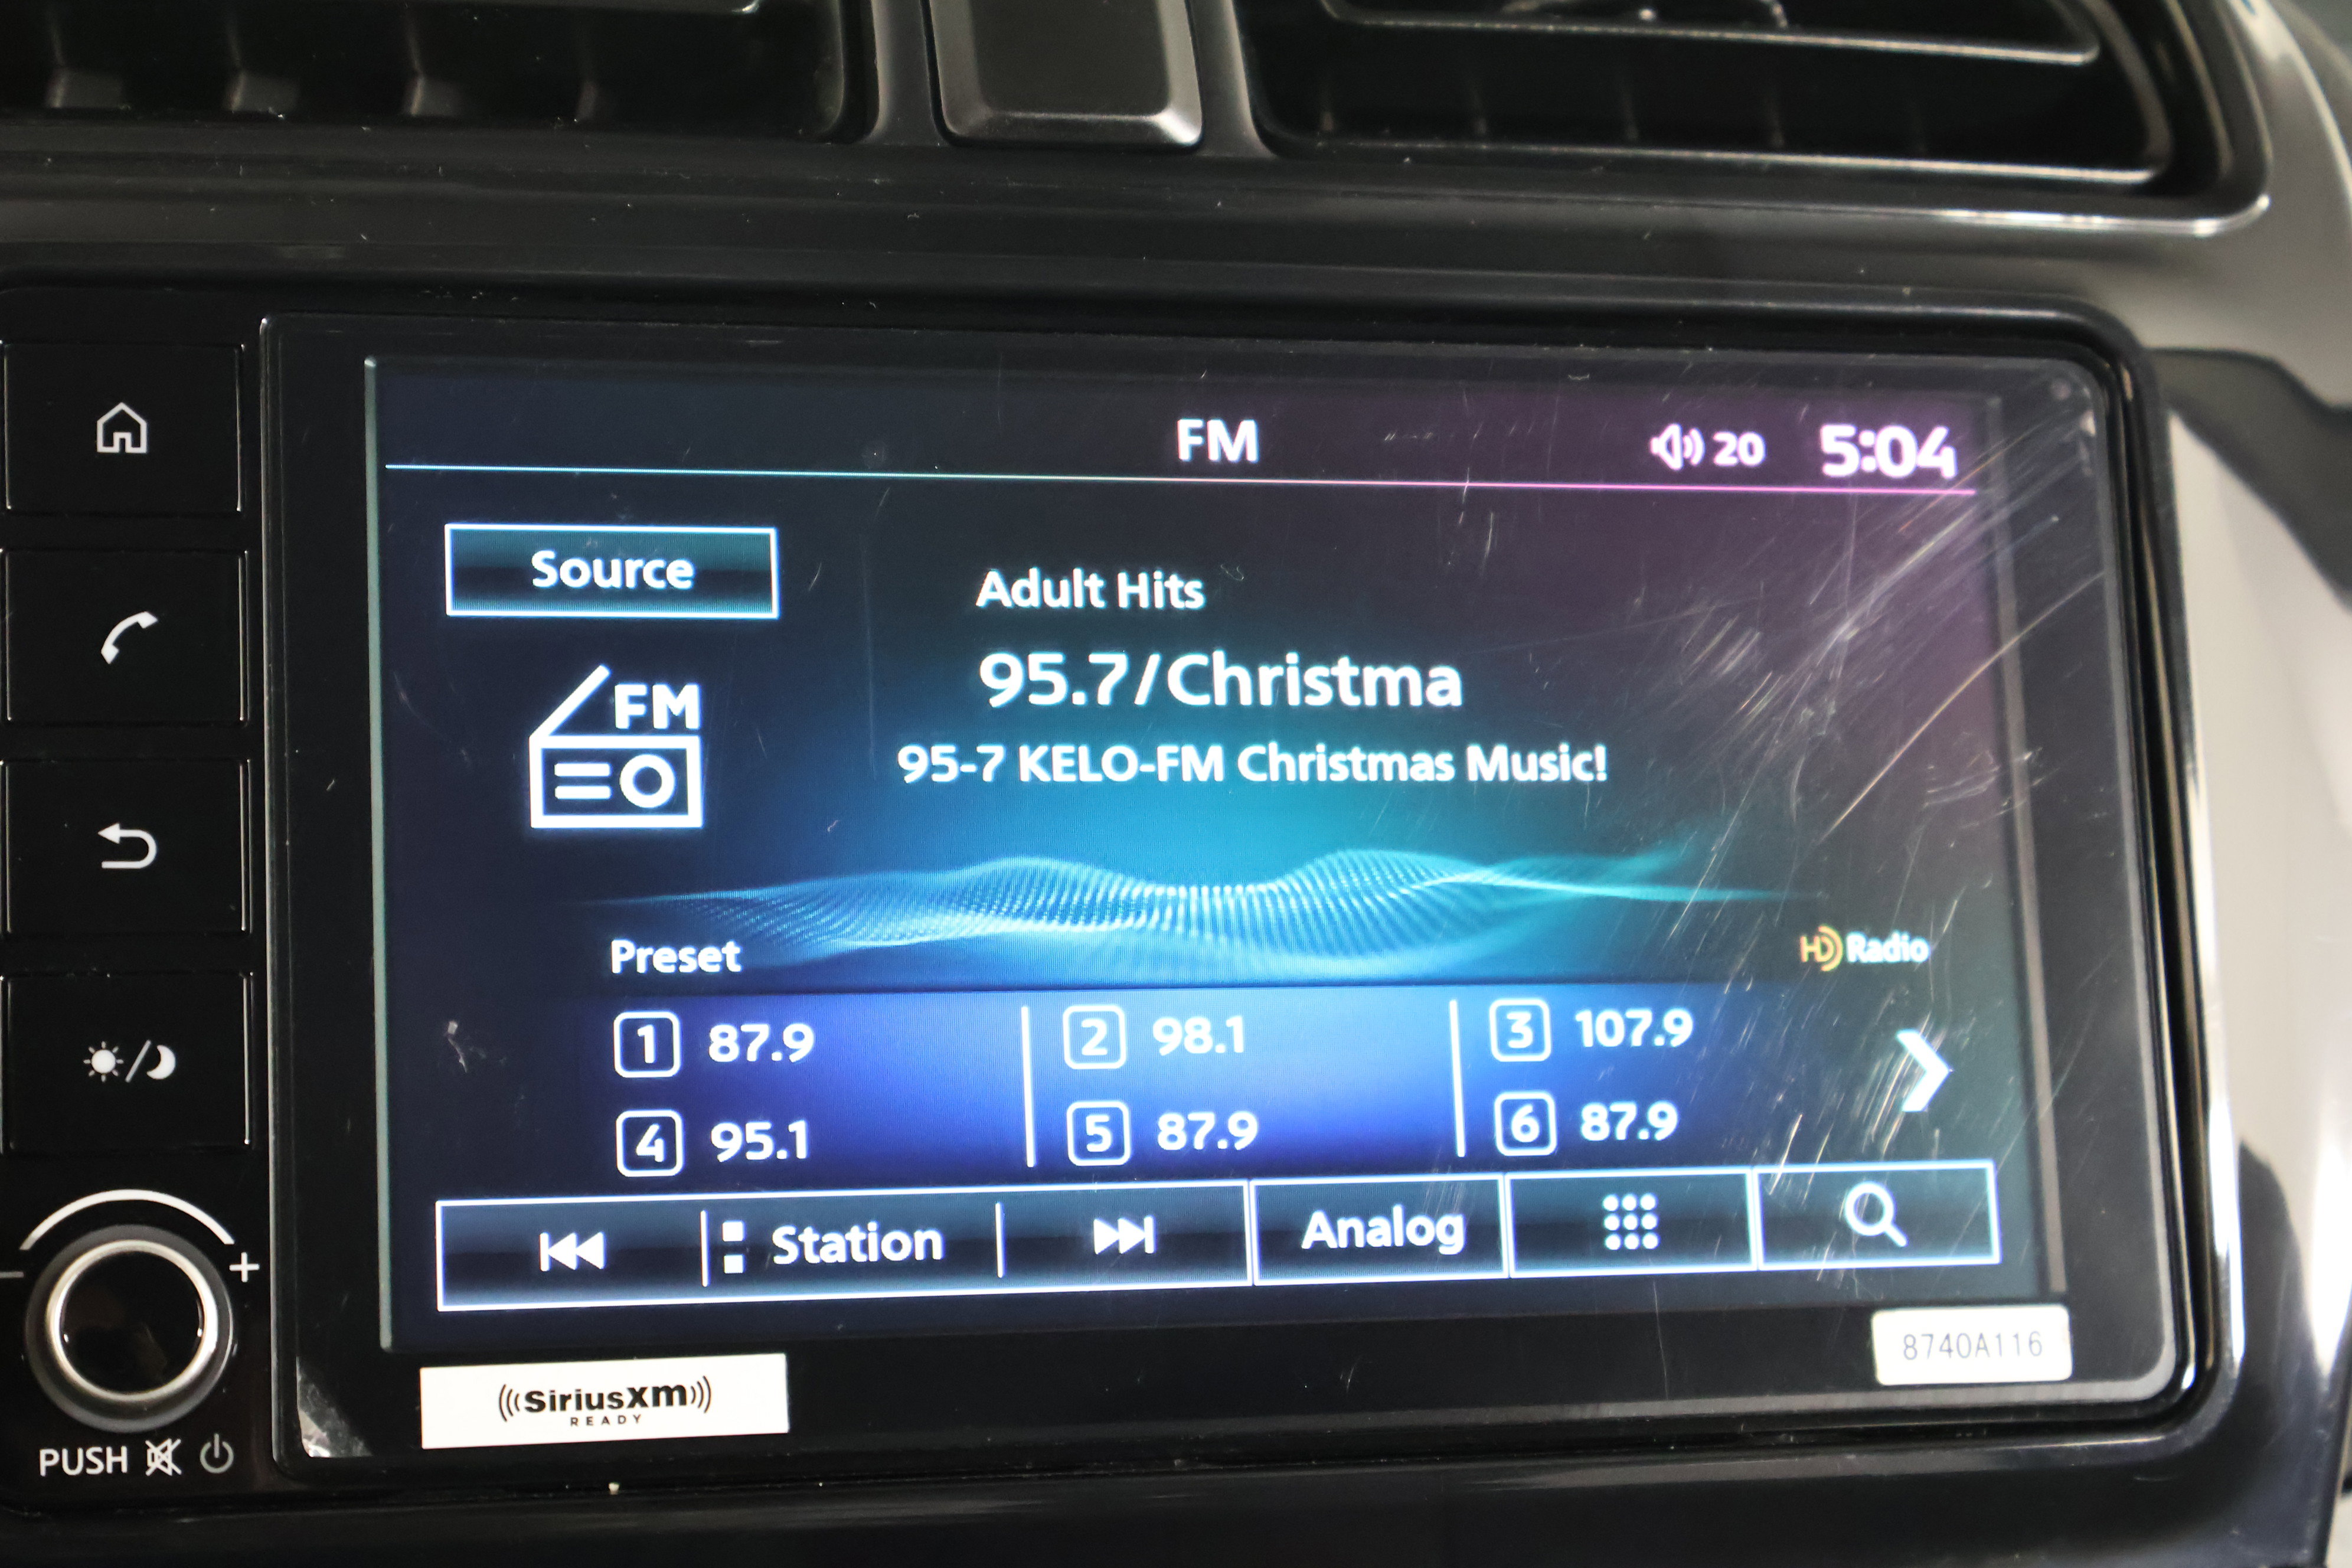 FM 20 5:04
Source
Adult Hits
FM
95.7/Christma
95-7 KELO-FM Christmas Music!
Preset
HD Radio
1 87.9 2 98.1 3 107.9
4 95.1 5 87.9 6 87.9
Station Analog
8740A116
SiriusXm
READY
PUSH